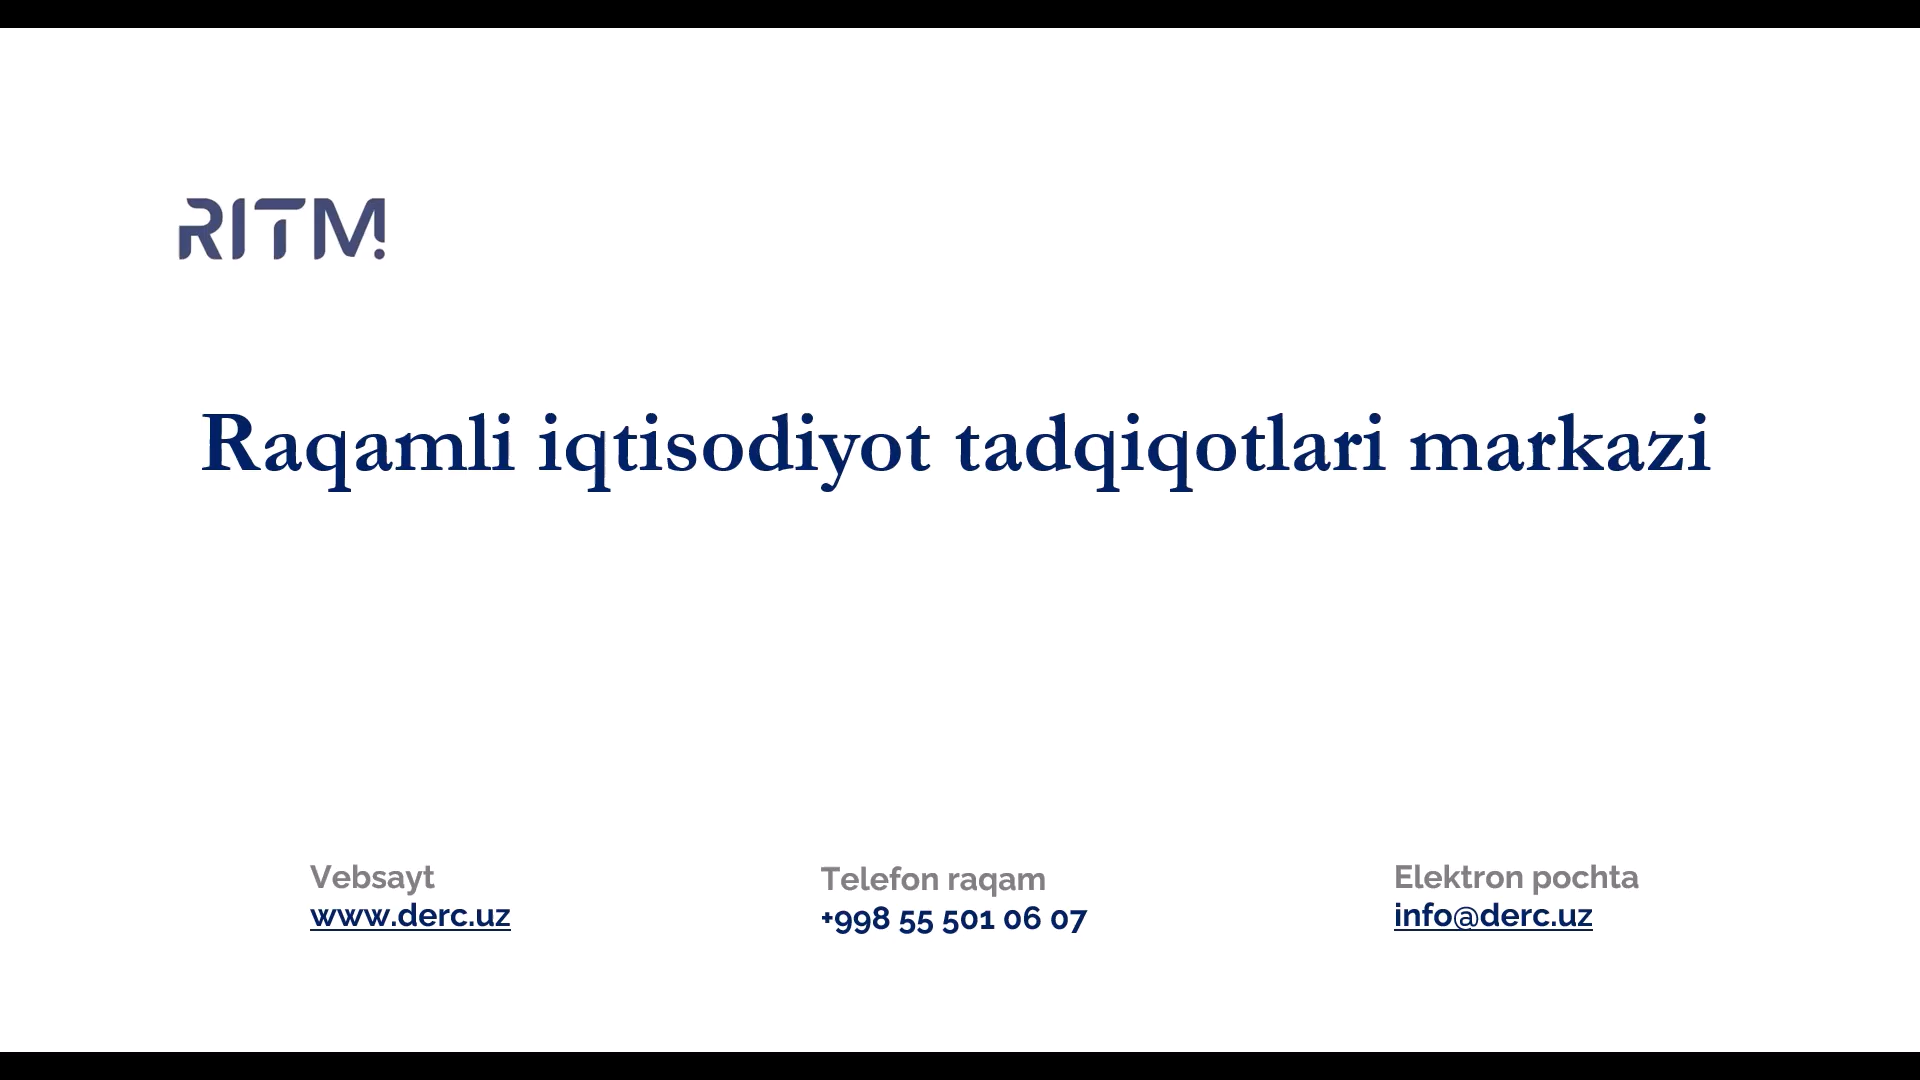 RITM
Raqamli iqtisodiyot tadqiqotlari markazi
Vebsayt
www.derc.uz
Telefon raqam
+998 55 501 06 07
Elektron pochta
info@derc.uz